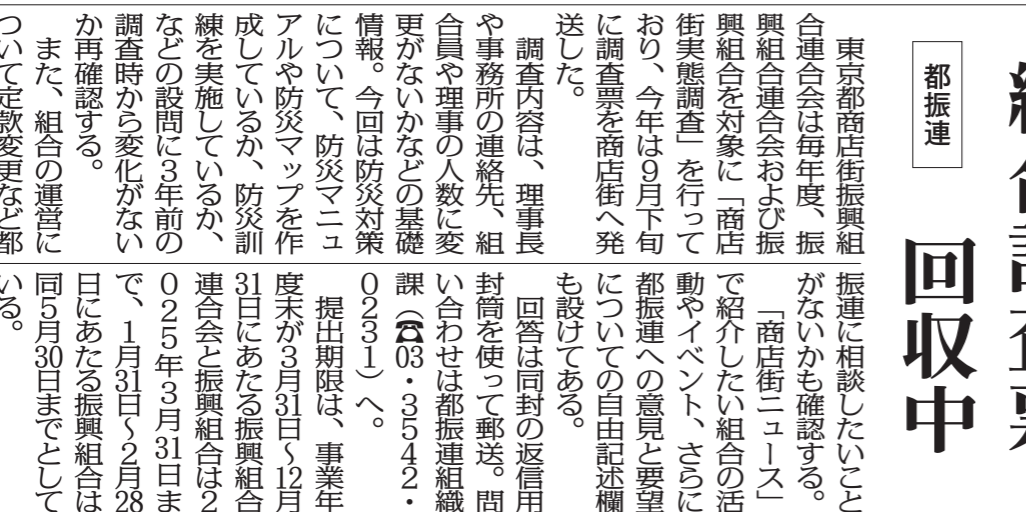 回収中
都振連
　東京都商店街振興組
合連合会は毎年度、振
興組合連合会および振
興組合を対象に「商店
街実態調査」を行って
おり、今年は９月下旬
に調査票を商店街へ発
送した。
　調査内容は、理事長
や事務所の連絡先、組
合員や理事の人数に変
更がないかなどの基礎
情報。今回は防災対策
について、防災マニュ
アルや防災マップを作
成しているか、防災訓
練を実施しているか、
などの設問に３年前の
調査時から変化がない
か再確認する。
　また、組合の運営に
ついて定款変更など都
振連に相談したいこと
がないかも確認する。
　「商店街ニュース」
で紹介したい組合の活
動やイベント、さらに
都振連への意見と要望
についての自由記述欄
も設けてある。
　回答は同封の返信用
封筒を使って郵送。問
い合わせは都振連組織
課（☎03・３５４２・
０２３１）へ。
　提出期限は、事業年
度末が３月31日～12月
31日にあたる振興組合
連合会と振興組合は２
０２５年３月３１日ま
で、１月31日～２月28
日にあたる振興組合は
同５月30日までとして
いる。